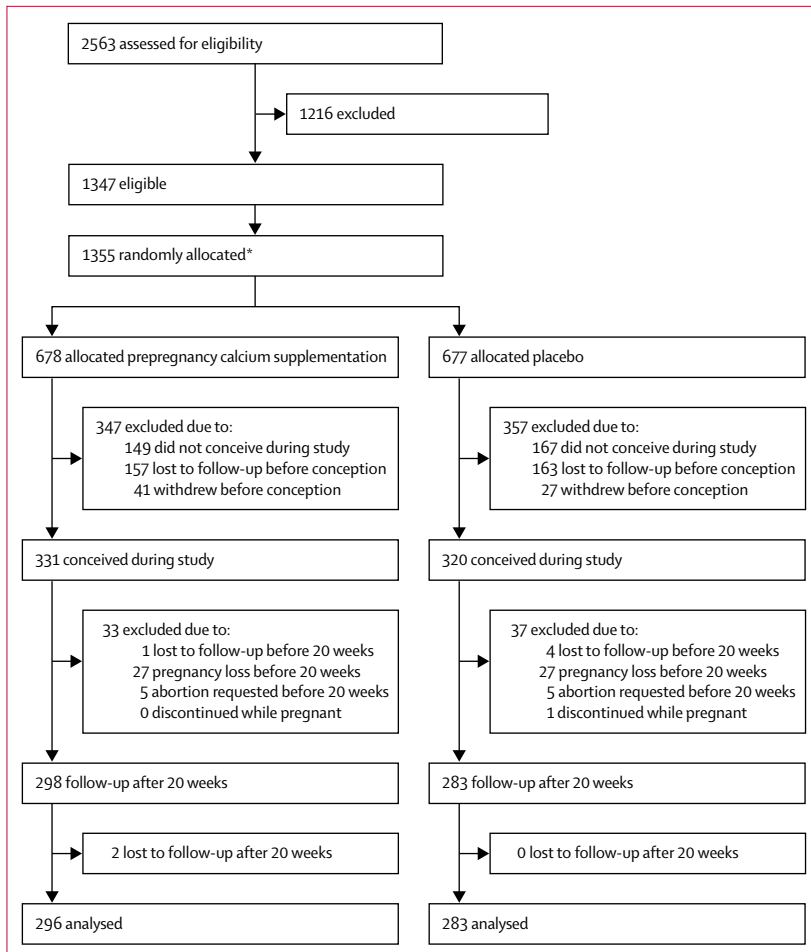 2563 assessed for eligibility
1216 excluded
1347 eligible
1355 randomly allocated*
678 allocated prepregnancy calcium supplementation
677 allocated placebo
347 excluded due to:
149 did not conceive during study
157 lost to follow-up before conception
41 withdrew before conception
357 excluded due to:
167 did not conceive during study
163 lost to follow-up before conception
27 withdrew before conception
331 conceived during study
320 conceived during study
33 excluded due to:
1 lost to follow-up before 20 weeks
27 pregnancy loss before 20 weeks
5 abortion requested before 20 weeks
0 discontinued while pregnant
37 excluded due to:
4 lost to follow-up before 20 weeks
27 pregnancy loss before 20 weeks
5 abortion requested before 20 weeks
1 discontinued while pregnant
298 follow-up after 20 weeks
283 follow-up after 20 weeks
2 lost to follow-up after 20 weeks
0 lost to follow-up after 20 weeks
296 analysed
283 analysed